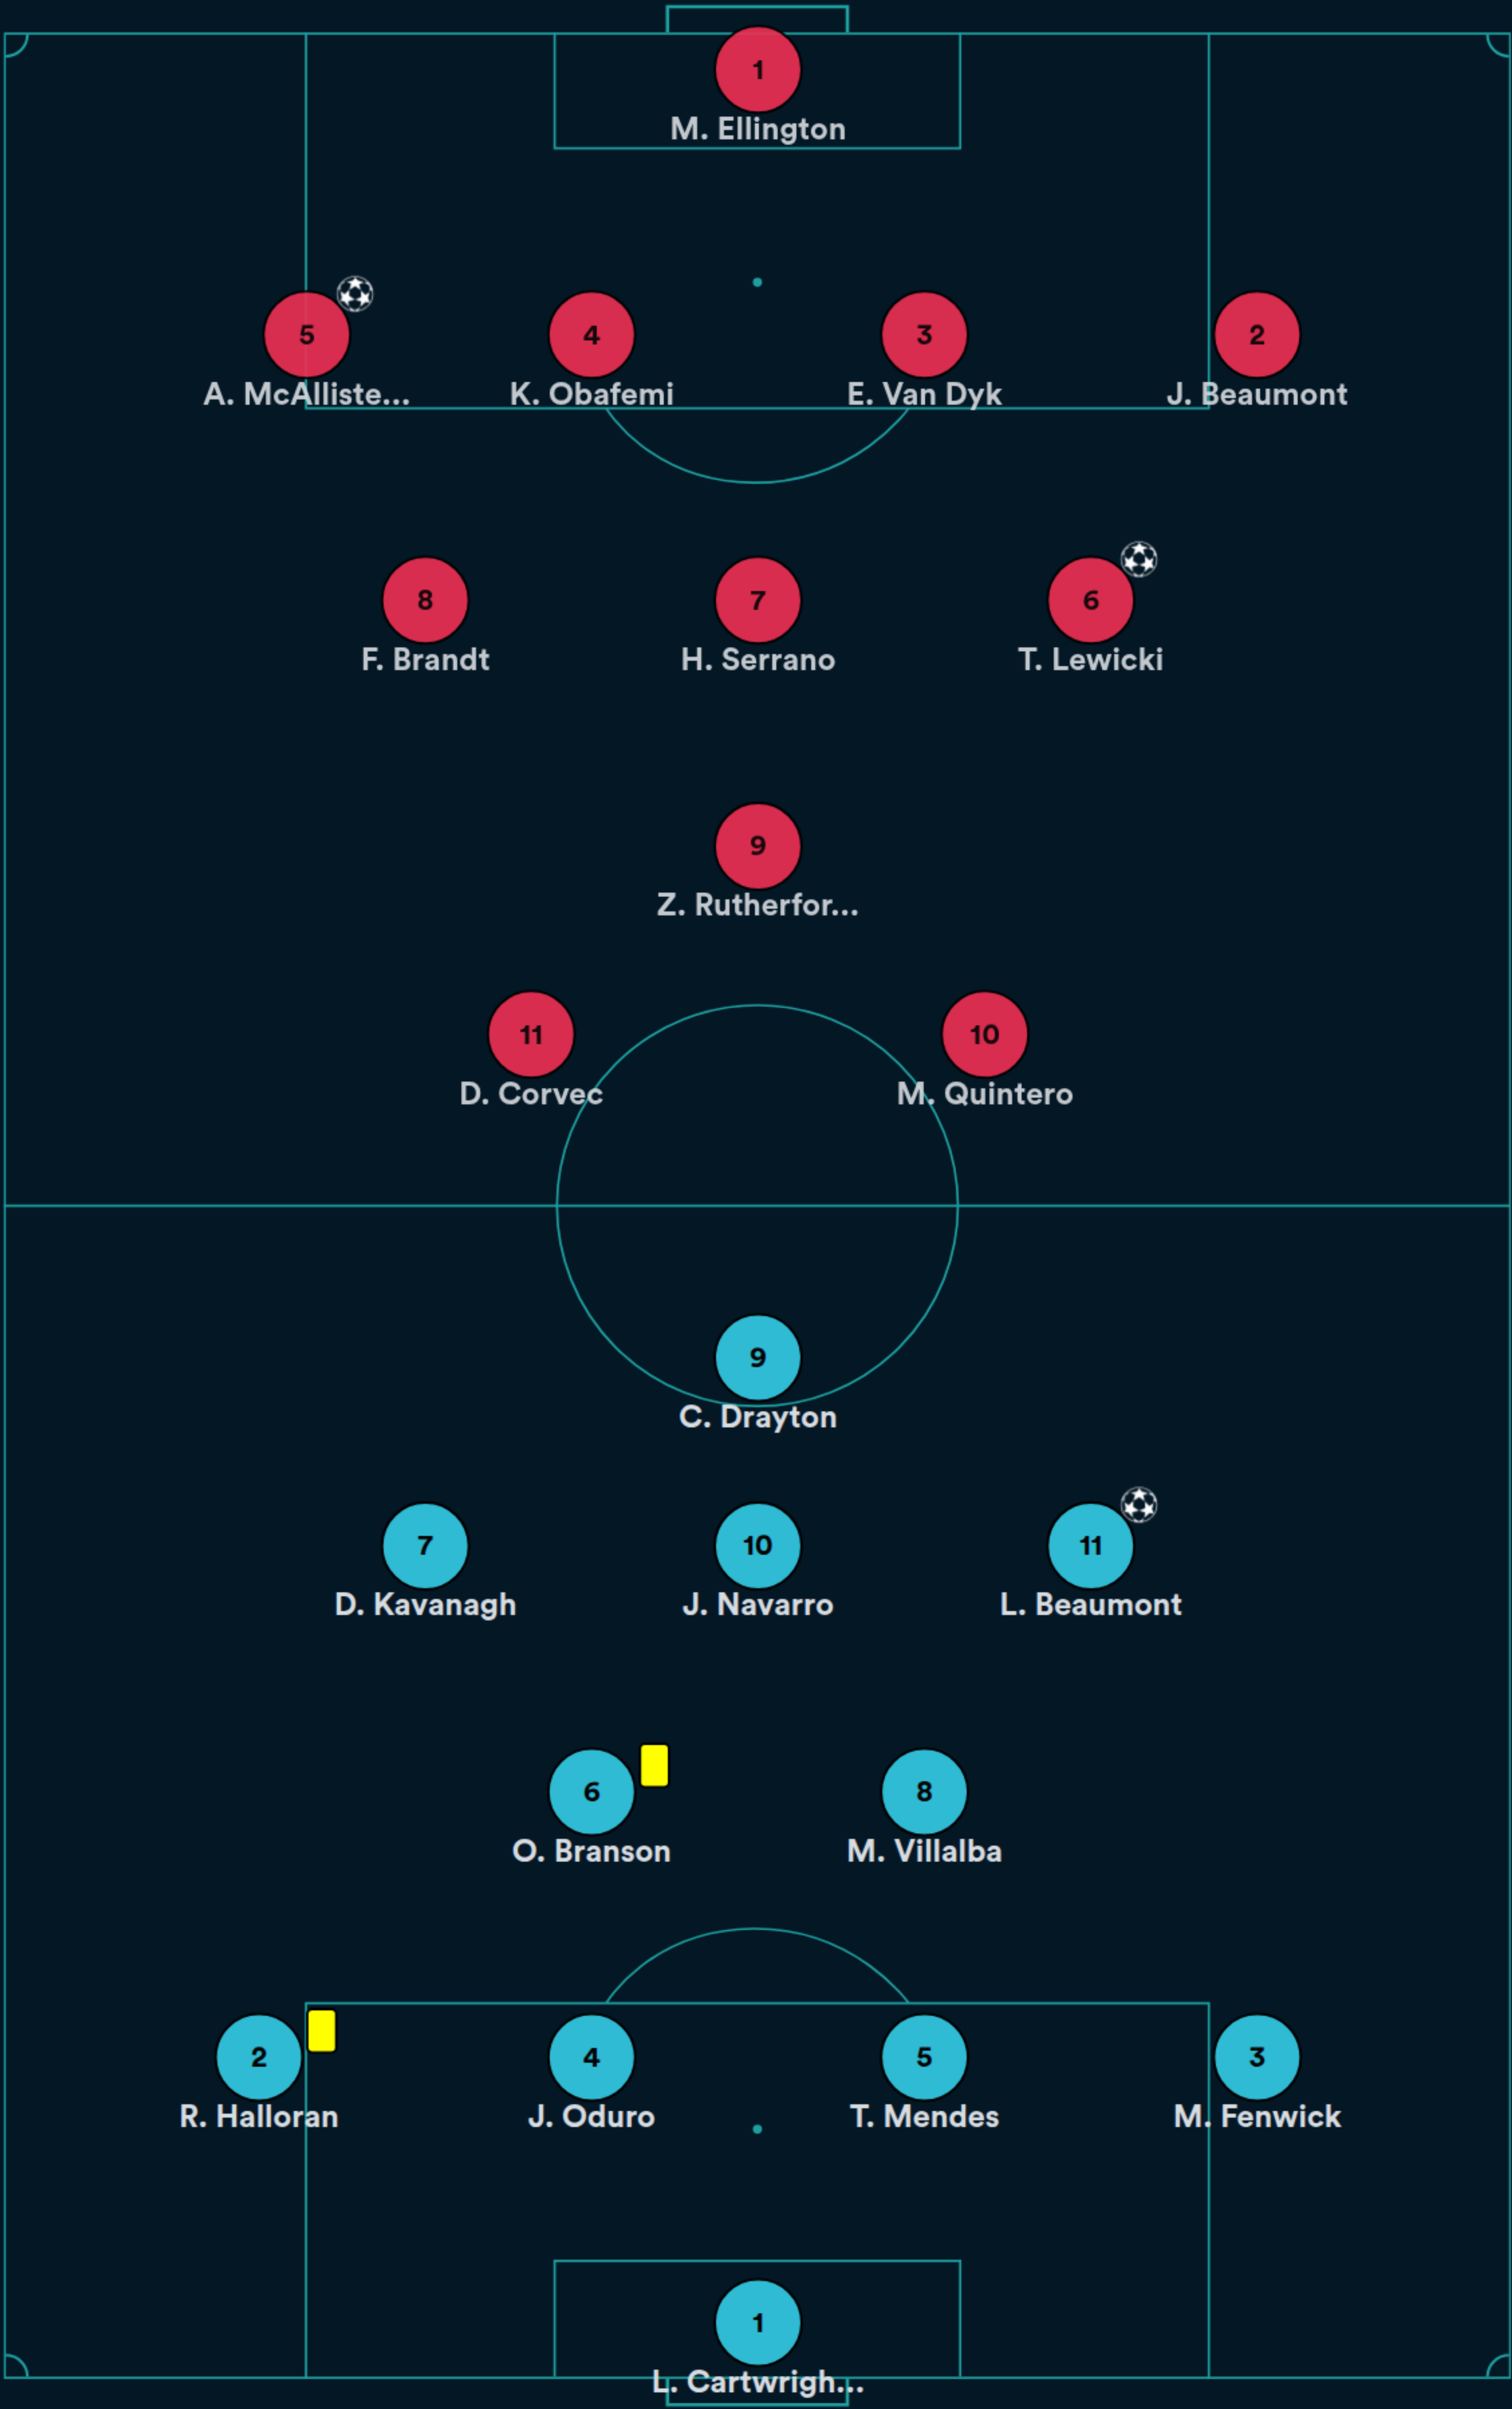 1
M. Ellington
5 4 3 2
A. McAlliste... K. Obafemi E. Van Dyk J. Beaumont
8 7 6
F. Brandt H. Serrano T. Lewicki
9
Z. Rutherfor...
11 10
D. Corvec M. Quintero
9
C. Drayton
7 10 11
D. Kavanagh J. Navarro L. Beaumont
6 8
O. Branson M. Villalba
2 4 5 3
R. Halloran J. Oduro T. Mendes M. Fenwick
1
L. Cartwrigh...